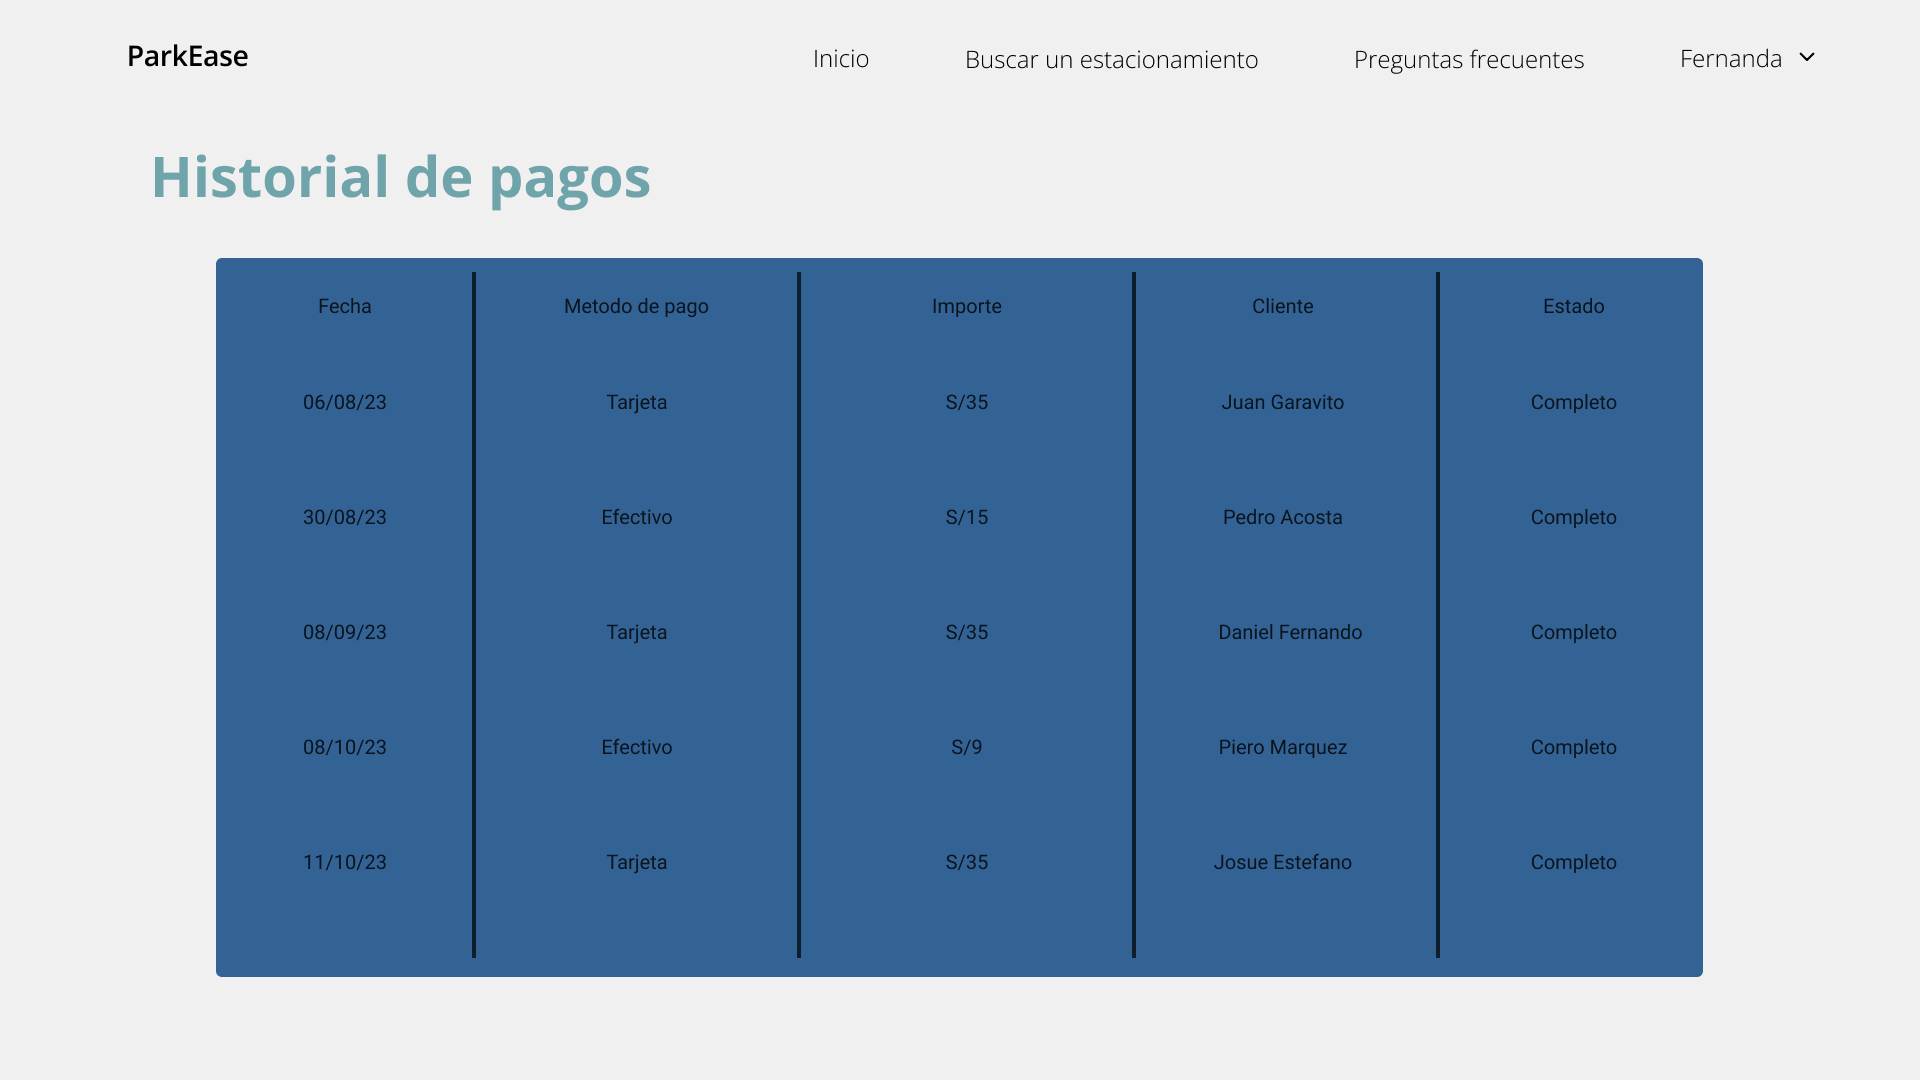 ParkEase
Inicio
Buscar un estacionamiento
Preguntas frecuentes
Fernanda
Historial de pagos
Fecha Metodo de pago Importe Cliente Estado
06/08/23 Tarjeta S/35 Juan Garavito Completo
30/08/23 Efectivo S/15 Pedro Acosta Completo
08/09/23 Tarjeta S/35 Daniel Fernando Completo
08/10/23 Efectivo S/9 Piero Marquez Completo
11/10/23 Tarjeta S/35 Josue Estefano Completo